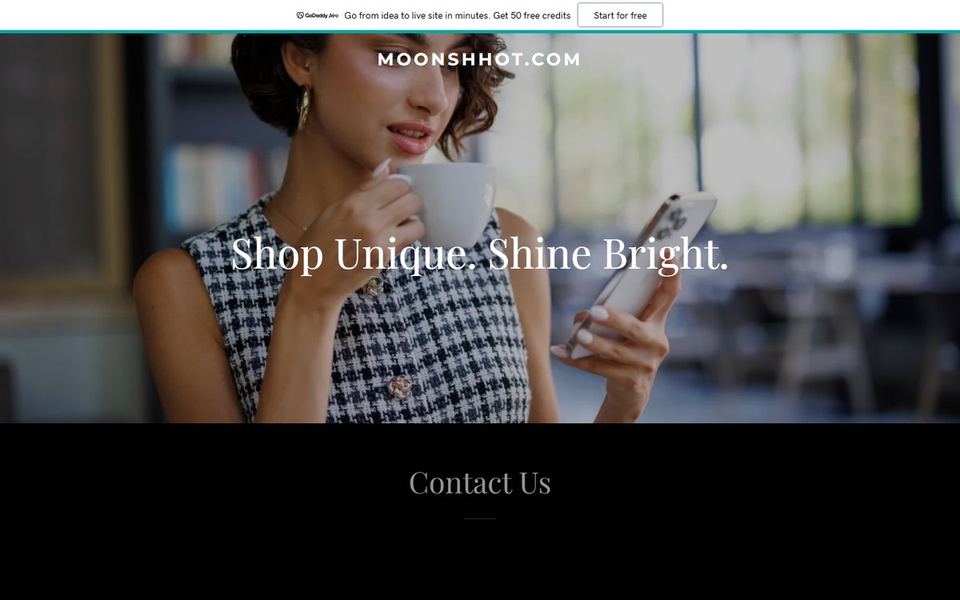 GoDaddy Airo Go from idea to live site in minutes. Get 50 free credits Start for free
MOONSHHOT.COM
Shop Unique. Shine Bright.
Contact Us